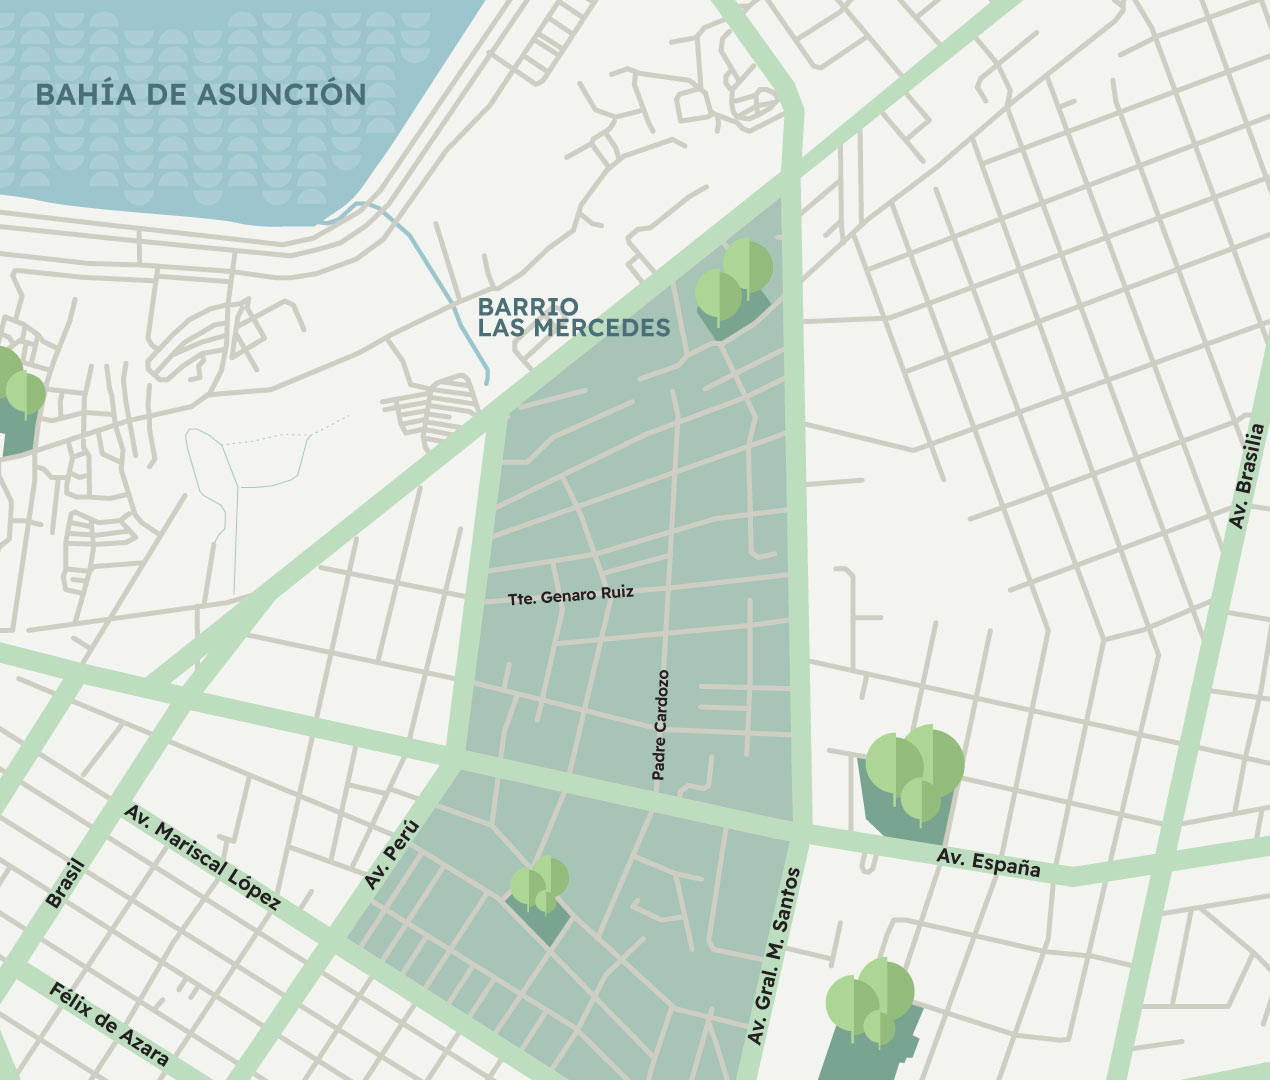 BAHÍA DE ASUNCIÓN
BARRIO
LAS MERCEDES
Av. Brasilia
Tte. Genaro Ruiz
Padre Cardozo
Av. Mariscal López
Av. Perú
Av. España
Brasil
Av. Gral. M. Santos
Félix de Azara